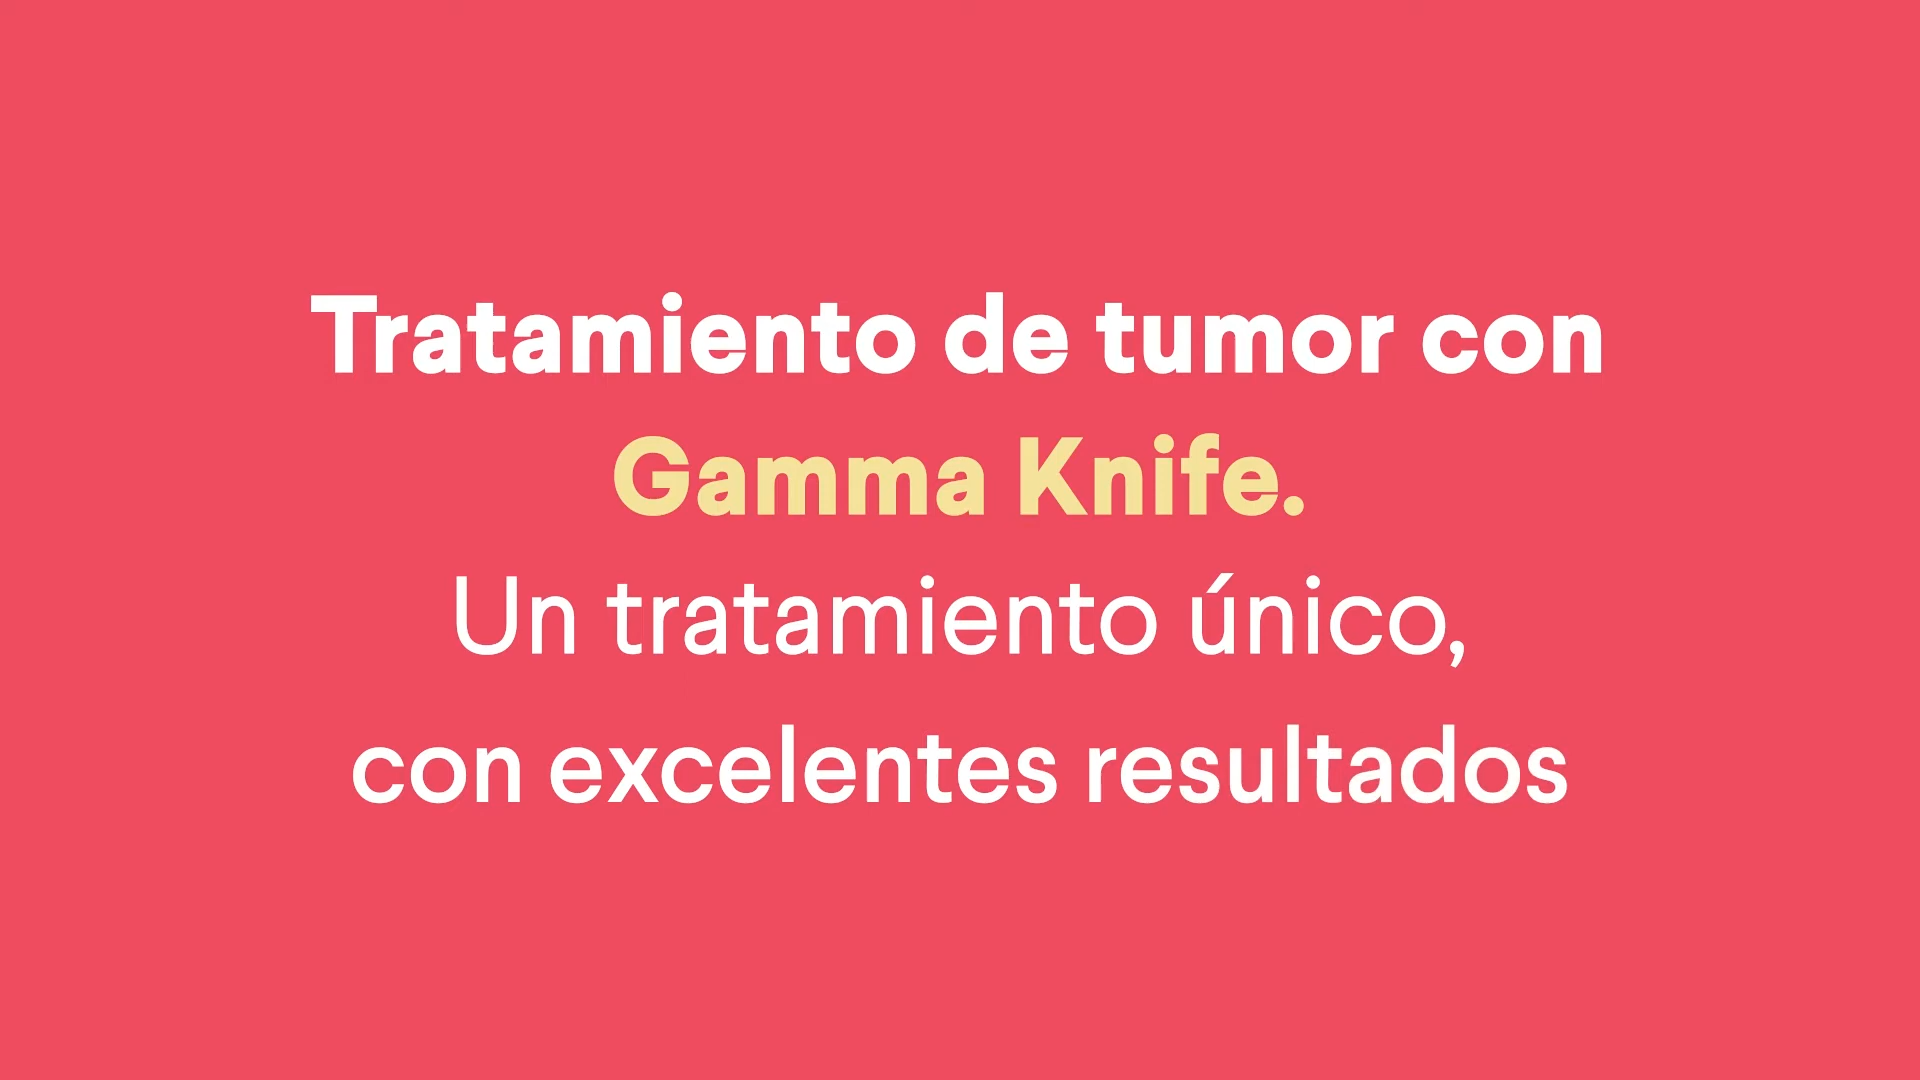 Tratamiento de tumor con
Gamma Knife.
Un tratamiento único,
con excelentes resultados